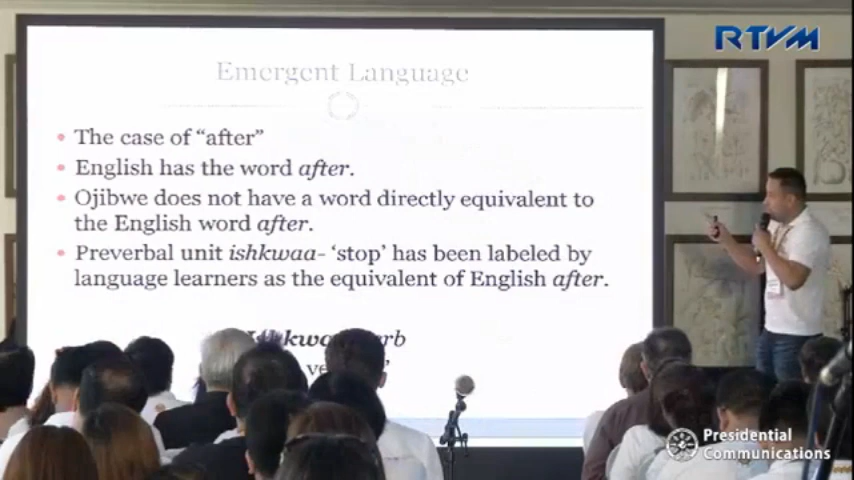 RTVM
Emergent Language
• The case of “after”
• English has the word after.
• Ojibwe does not have a word directly equivalent to
the English word after.
• Preverbal unit ishkwaa- ‘stop’ has been labeled by
language learners as the equivalent of English after.
Presidential
Communications